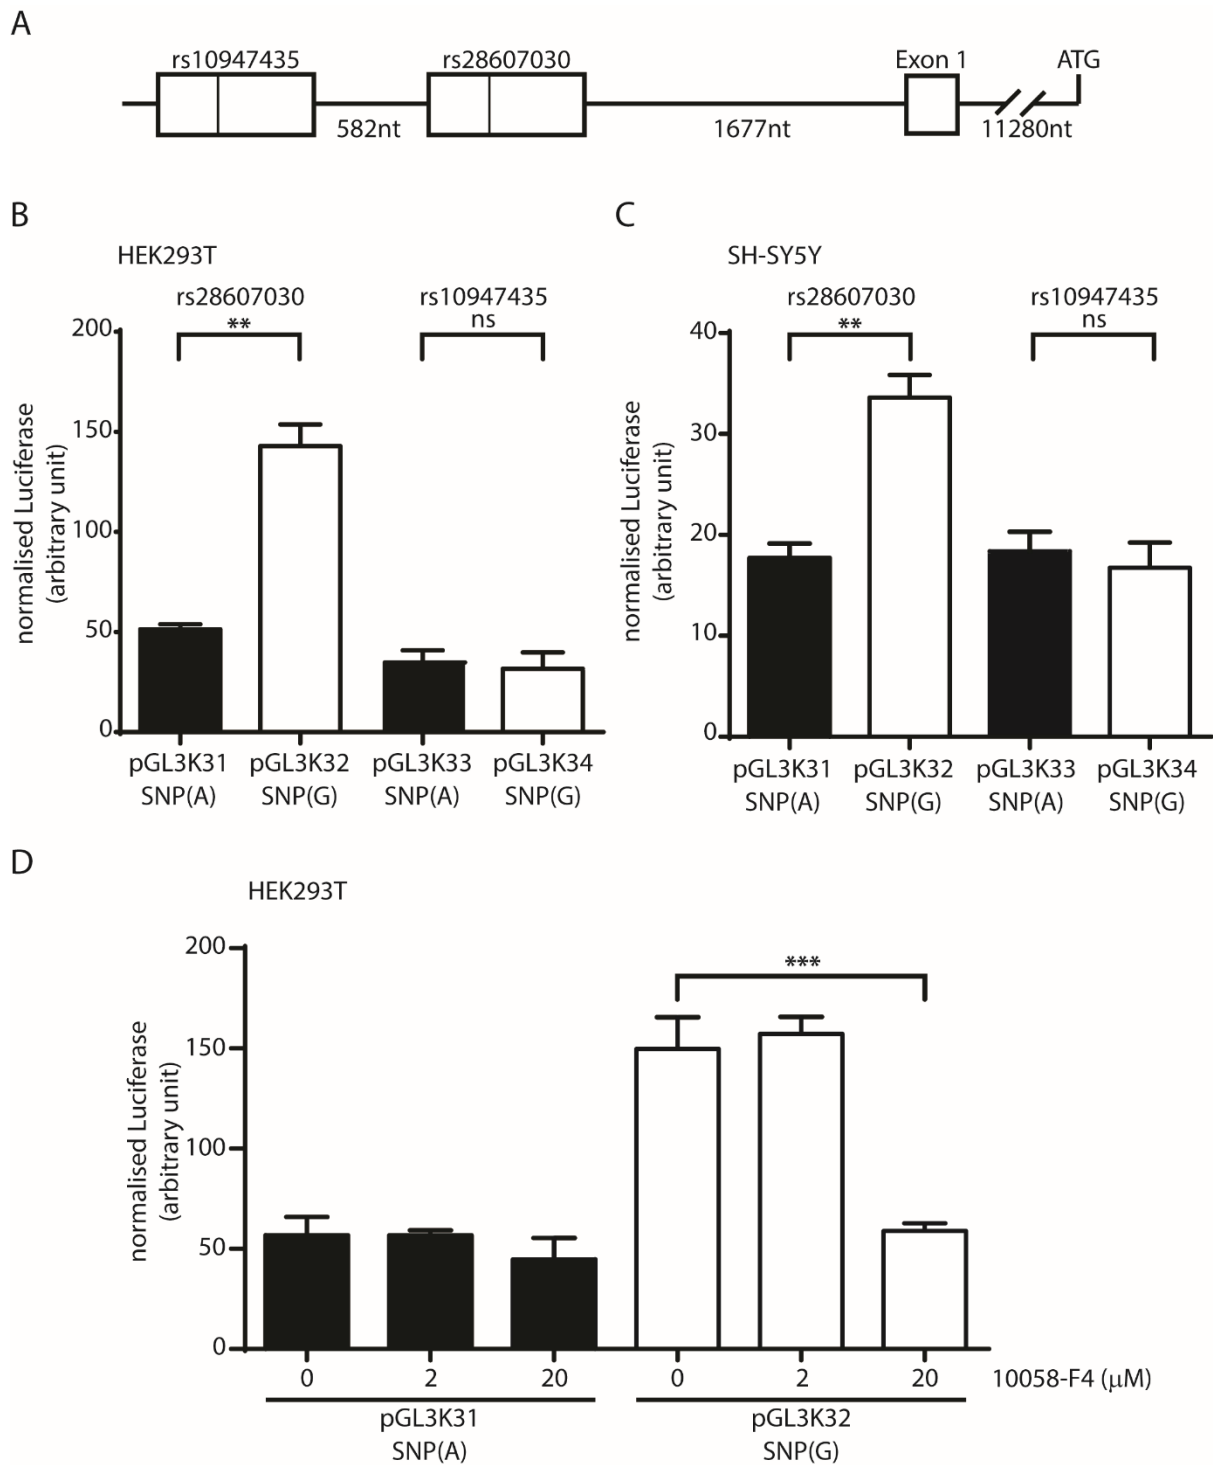 A
rs10947435 rs28607030 Exon 1 ATG
582nt 1677nt 11280nt
B
HEK293T
rs28607030 rs10947435
** ns
200
150
100
50
0
normalised Luciferase
(arbitrary unit)
pGL3K31 pGL3K32 pGL3K33 pGL3K34
SNP(A) SNP(G) SNP(A) SNP(G)
C
SH-SY5Y
rs28607030 rs10947435
** ns
40
30
20
10
0
normalised Luciferase
(arbitrary unit)
pGL3K31 pGL3K32 pGL3K33 pGL3K34
SNP(A) SNP(G) SNP(A) SNP(G)
D
HEK293T
***
200
150
100
50
0
normalised Luciferase
(arbitrary unit)
0 2 20 0 2 20 10058-F4 (μM)
pGL3K31 pGL3K32
SNP(A) SNP(G)